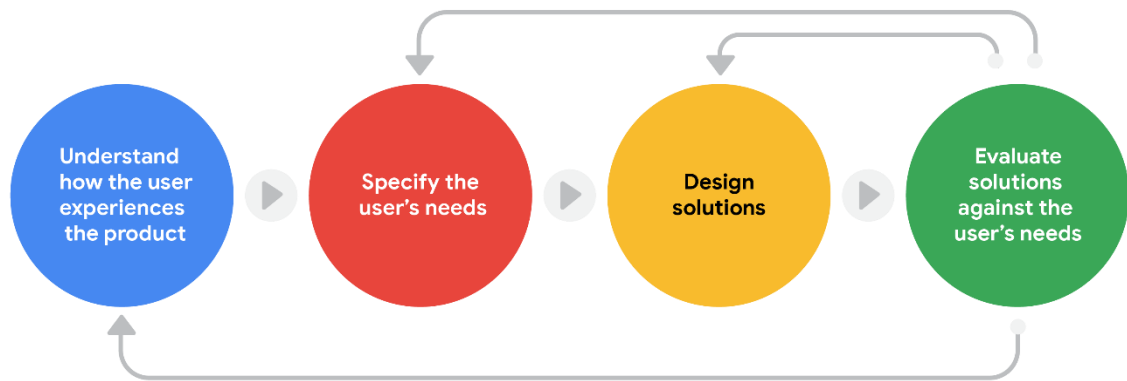 Understand
how the user
experiences
the product
Specify the
user's needs
Design
solutions
Evaluate
solutions
against the
user's needs